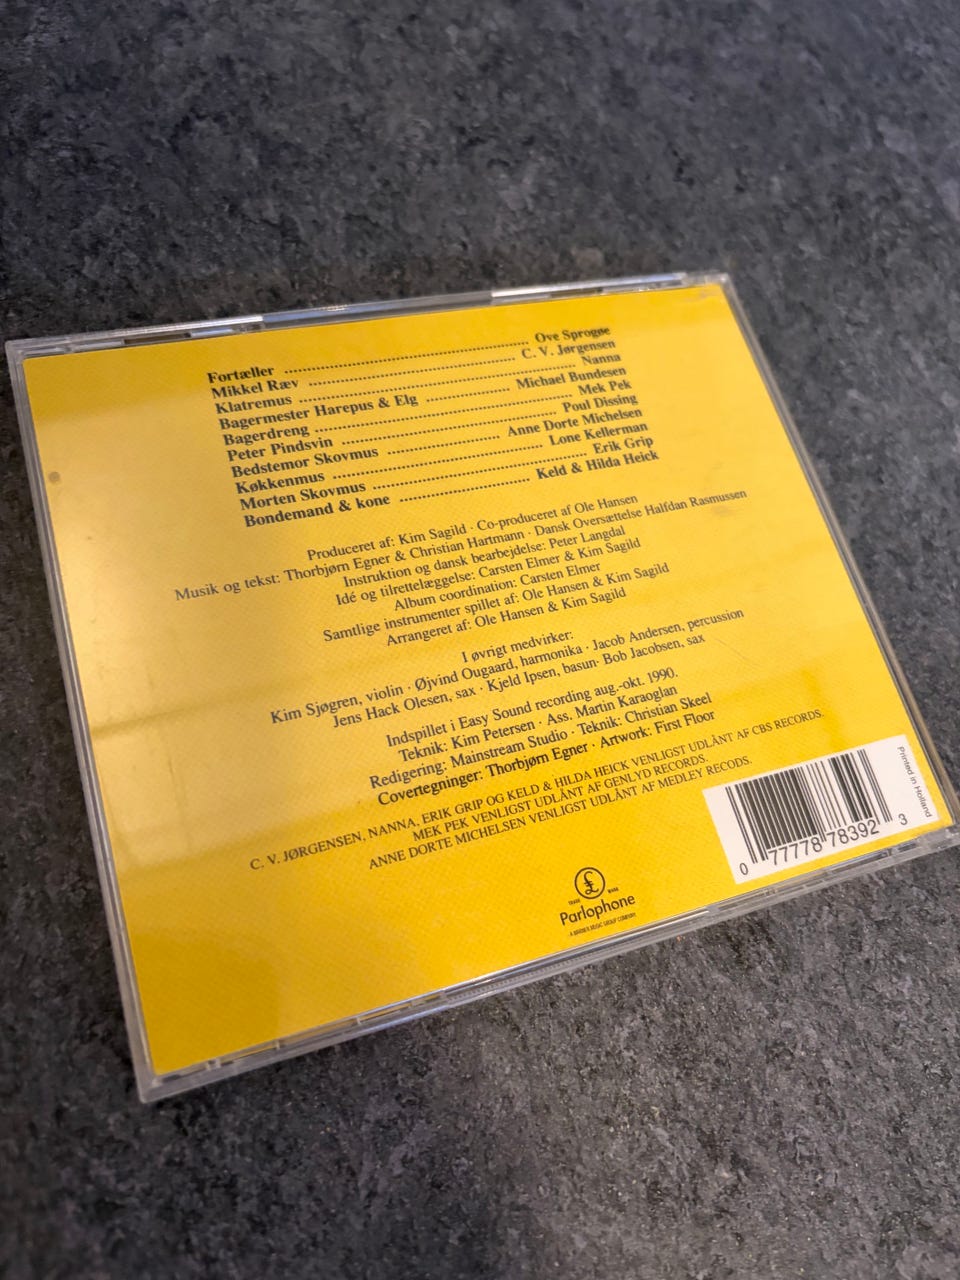 Fortæller ........ Ove Sprogøe
Mikkel Ræv ........ C. V. Jørgensen
Klatremus ........ Nanna
Bagermester Harepus & Elg ........ Michael Bundesen
Bagerdreng ........ Mek Pek
Peter Pindsvin ........ Poul Dissing
Bedstemor Skovmus ........ Anne Dorte Michelsen
Køkkenmus ........ Lone Kellerman
Morten Skovmus ........ Erik Grip
Bondemand & kone ........ Keld & Hilda Heick
Produceret af: Kim Sagild · Co-produceret af Ole Hansen
Musik og tekst: Thorbjørn Egner & Christian Hartmann · Dansk Oversættelse Halfdan Rasmussen
Instruktion og dansk bearbejdelse: Peter Langdal
Idé og tilrettelæggelse: Carsten Elmer & Kim Sagild
Album coordination: Carsten Elmer
Samtlige instrumenter spillet af: Ole Hansen & Kim Sagild
Arrangeret af: Ole Hansen & Kim Sagild
I øvrigt medvirker:
Kim Sjøgren, violin · Øjvind Ougaard, harmonika · Jacob Andersen, percussion
Jens Hack Olesen, sax · Kjeld Ipsen, basun· Bob Jacobsen, sax
Indspillet i Easy Sound recording aug.-okt. 1990.
Teknik: Kim Petersen · Ass. Martin Karaoglan
Redigering: Mainstream Studio · Teknik: Christian Skeel
Covertegninger: Thorbjørn Egner · Artwork: First Floor
C. V. JØRGENSEN, NANNA, ERIK GRIP OG KELD & HILDA HEICK VENLIGST UDLÅNT AF CBS RECORDS.
MEK PEK VENLIGST UDLÅNT AF GENLYD RECORDS.
ANNE DORTE MICHELSEN VENLIGST UDLÅNT AF MEDLEY RECODS.
Printed in Holland
0 77778 78392 3
£
TRADE MARK
Parlophone
A WARNER MUSIC GROUP COMPANY